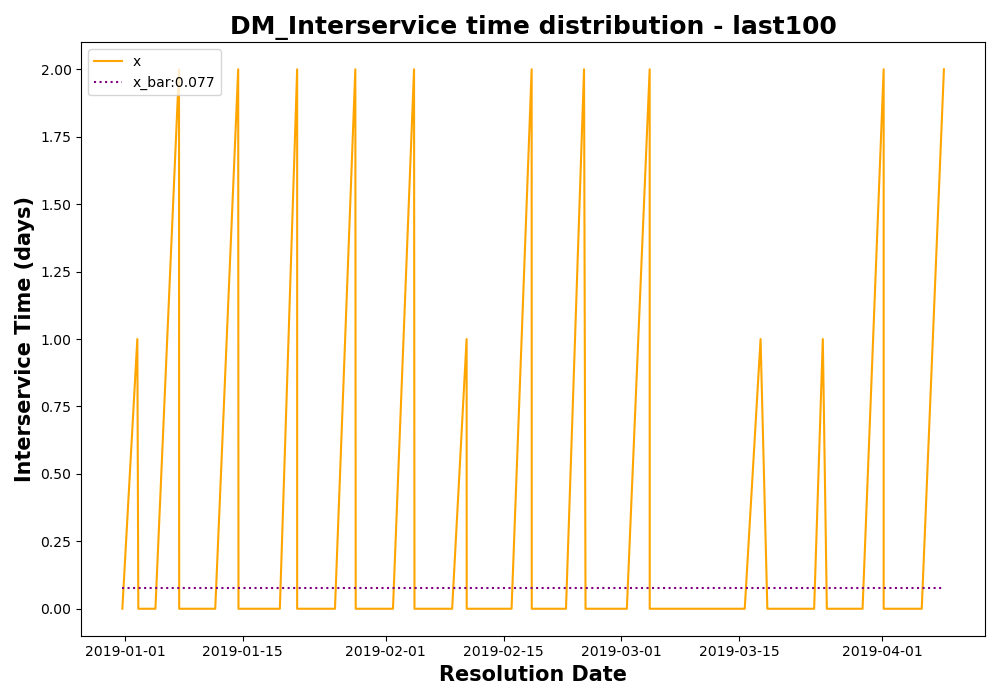 DM_Interservice time distribution - last100
x
x_bar:0.077
2.00
1.75
1.50
1.25
1.00
0.75
0.50
0.25
0.00
Interservice Time (days)
2019-01-01 2019-01-15 2019-02-01 2019-02-15 2019-03-01 2019-03-15 2019-04-01
Resolution Date